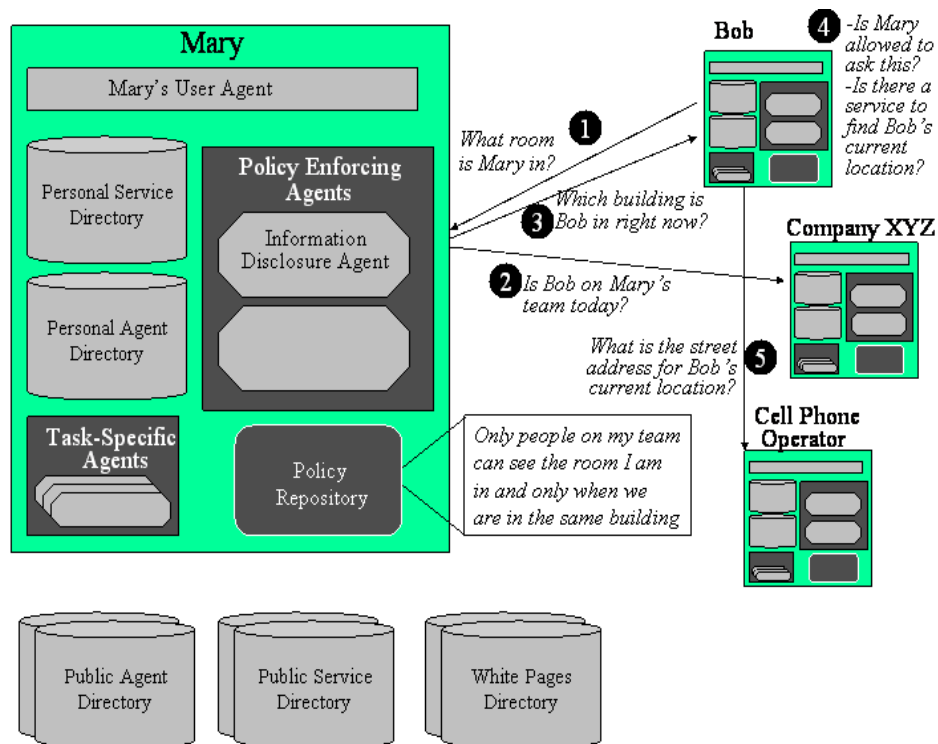 Mary
Mary's User Agent
Personal Service
Directory
Personal Agent
Directory
Policy Enforcing
Agents
Information
Disclosure Agent
Task-Specific
Agents
Policy
Repository
Only people on my team
can see the room I am
in and only when we
are in the same building
1
What room
is Mary in?
3
Which building is
Bob in right now?
2
Is Bob on Mary's
team today?
Bob
4
-Is Mary
allowed to
ask this?
-Is there a
service to
find Bob's
current
location?
Company XYZ
What is the street
address for Bob's
current location?
5
Cell Phone
Operator
Public Agent
Directory
Public Service
Directory
White Pages
Directory